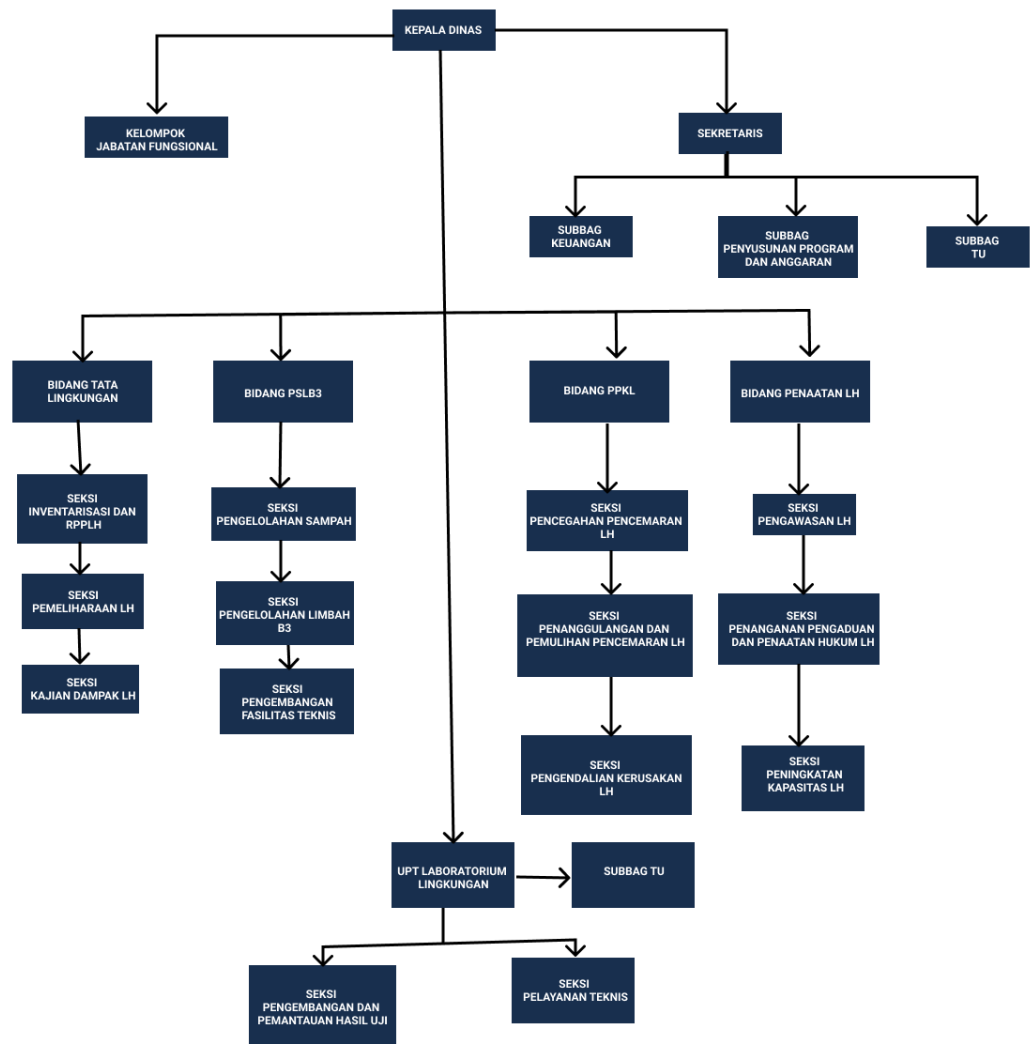 KEPALA DINAS
KELOMPOK
JABATAN FUNGSIONAL
SEKRETARIS
SUBBAG
KEUANGAN
SUBBAG
PENYUSUNAN PROGRAM
DAN ANGGARAN
SUBBAG
TU
BIDANG TATA
LINGKUNGAN
BIDANG PSLB3
BIDANG PPKL
BIDANG PENAATAN LH
SEKSI
INVENTARISASI DAN
RPPLH
SEKSI
PENGELOLAHAN SAMPAH
SEKSI
PENCEGAHAN PENCEMARAN
LH
SEKSI
PENGAWASAN LH
SEKSI
PEMELIHARAAN LH
SEKSI
PENGELOLAHAN LIMBAH
B3
SEKSI
PENANGGULANGAN DAN
PEMULIHAN PENCEMARAN LH
SEKSI
PENANGANAN PENGADUAN
DAN PENAATAN HUKUM LH
SEKSI
KAJIAN DAMPAK LH
SEKSI
PENGEMBANGAN
FASILITAS TEKNIS
SEKSI
PENGENDALIAN KERUSAKAN
LH
SEKSI
PENINGKATAN
KAPASITAS LH
UPT LABORATORIUM
LINGKUNGAN
SUBBAG TU
SEKSI
PENGEMBANGAN DAN
PEMANTAUAN HASIL UJI
SEKSI
PELAYANAN TEKNIS